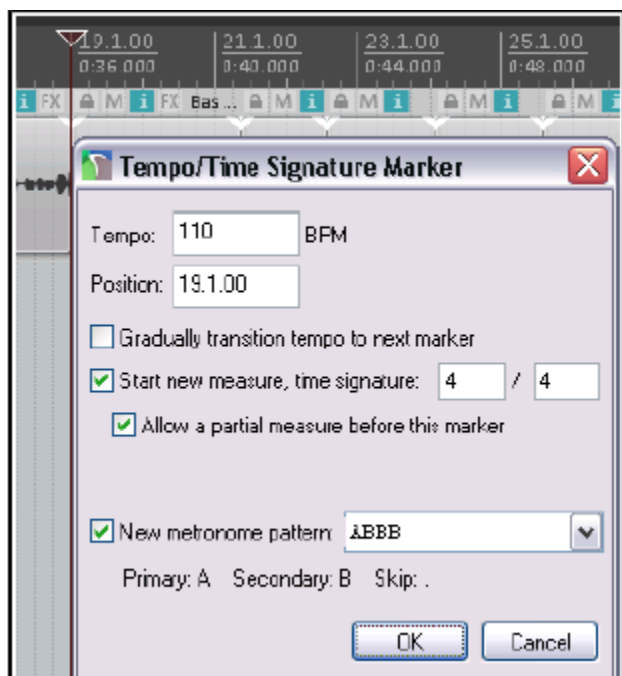 19.1.00 21.1.00 23.1.00 25.1.00
0:36.000 0:40.000 0:44.000 0:48.000
i FX M i FX Bas... M i M i M i M i
Tempo/Time Signature Marker
Tempo: 110 BPM
Position: 19.1.00
Gradually transition tempo to next marker
Start new measure, time signature: 4 / 4
Allow a partial measure before this marker
New metronome pattern: ABBB
Primary: A Secondary: B Skip: .
OK Cancel